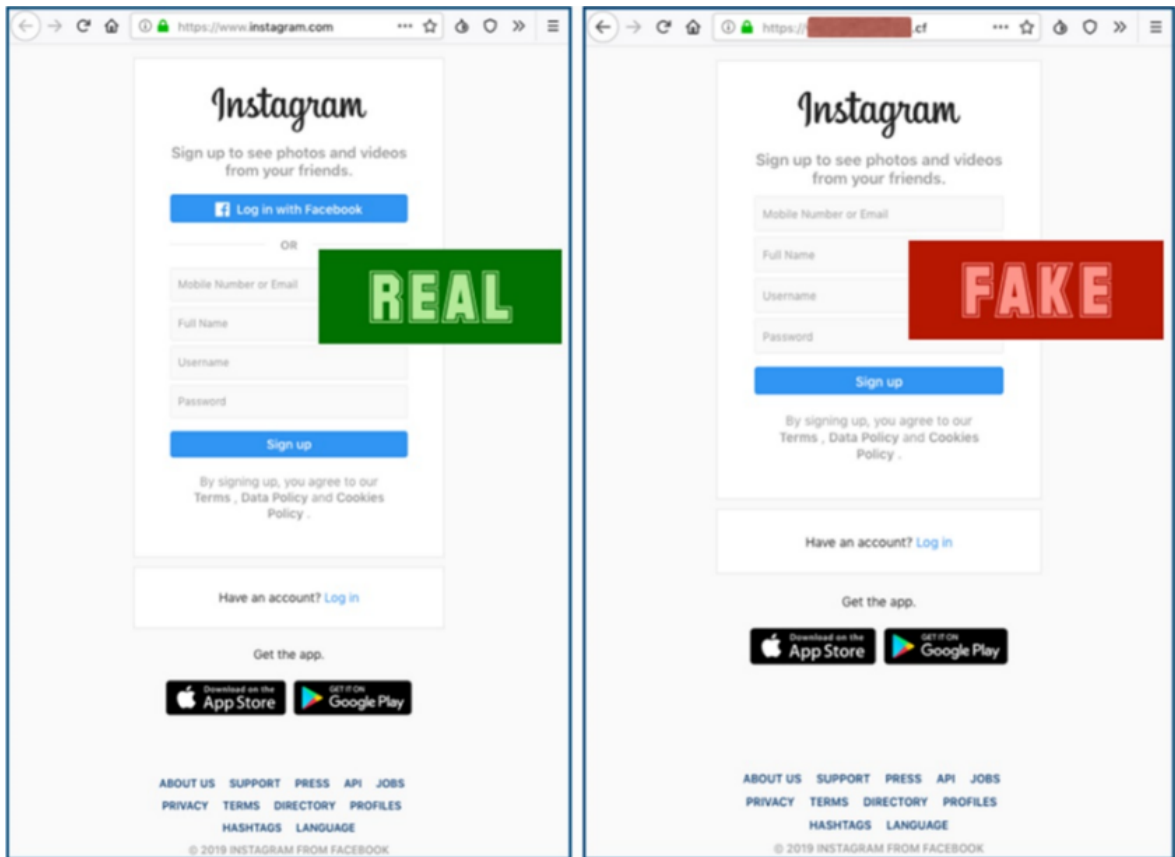 https://www.instagram.com
Instagram
Sign up to see photos and videos
from your friends.
Log in with Facebook
OR
Mobile Number or Email
Full Name
Username
Password
REAL
Sign up
By signing up, you agree to our
Terms , Data Policy and Cookies
Policy .
Have an account? Log in
Get the app.
Download on the
App Store
GET IT ON
Google Play
ABOUT US SUPPORT PRESS API JOBS
PRIVACY TERMS DIRECTORY PROFILES
HASHTAGS LANGUAGE
© 2019 INSTAGRAM FROM FACEBOOK
https:// .cf
Instagram
Sign up to see photos and videos
from your friends.
Mobile Number or Email
Full Name
Username
Password
FAKE
Sign up
By signing up, you agree to our
Terms , Data Policy and Cookies
Policy .
Have an account? Log in
Get the app.
Download on the
App Store
GET IT ON
Google Play
ABOUT US SUPPORT PRESS API JOBS
PRIVACY TERMS DIRECTORY PROFILES
HASHTAGS LANGUAGE
© 2019 INSTAGRAM FROM FACEBOOK